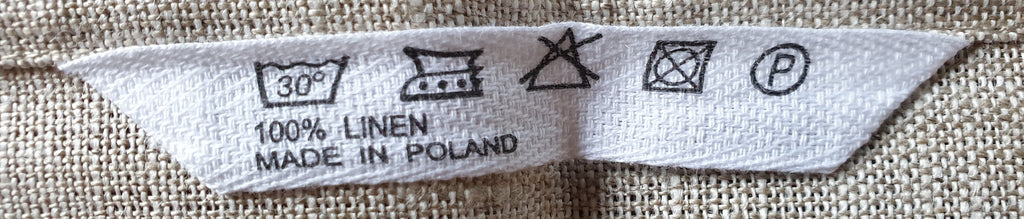 30° P
100% LINEN
MADE IN POLAND